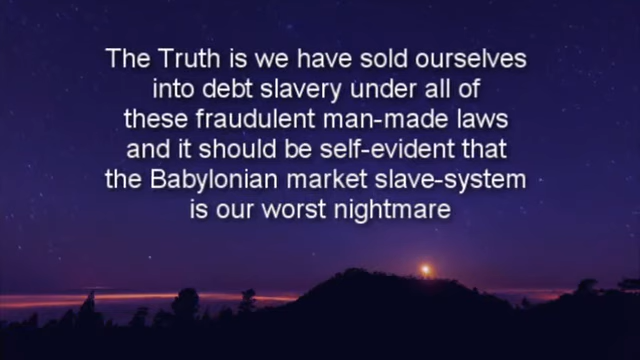 The Truth is we have sold ourselves
into debt slavery under all of
these fraudulent man-made laws
and it should be self-evident that
the Babylonian market slave-system
is our worst nightmare